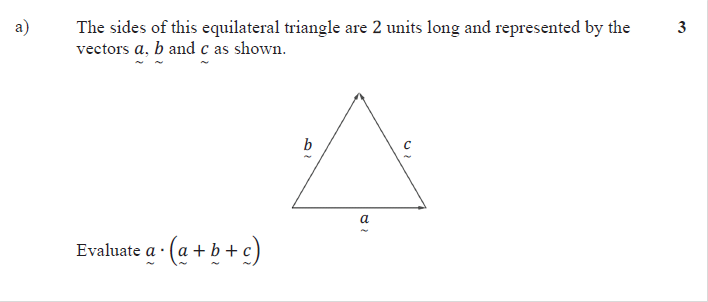 a) The sides of this equilateral triangle are 2 units long and represented by the 3
vectors a, b and c as shown.
b c
a
Evaluate a · (a + b + c)